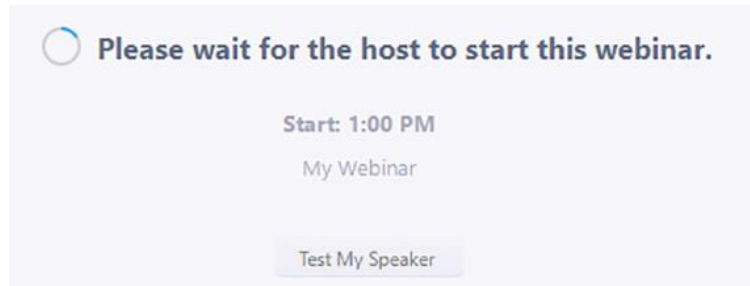 Please wait for the host to start this webinar.
Start: 1:00 PM
My Webinar
Test My Speaker